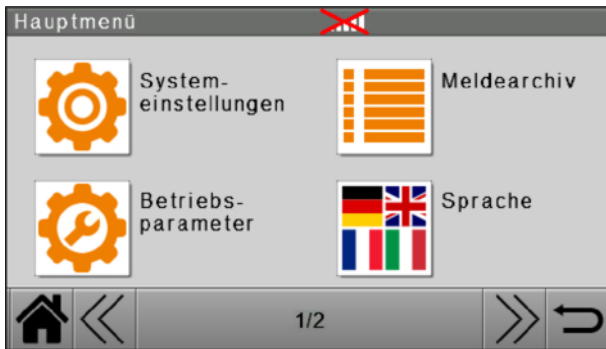 Hauptmenü
System-
einstellungen
Meldearchiv
Betriebs-
parameter
Sprache
1/2